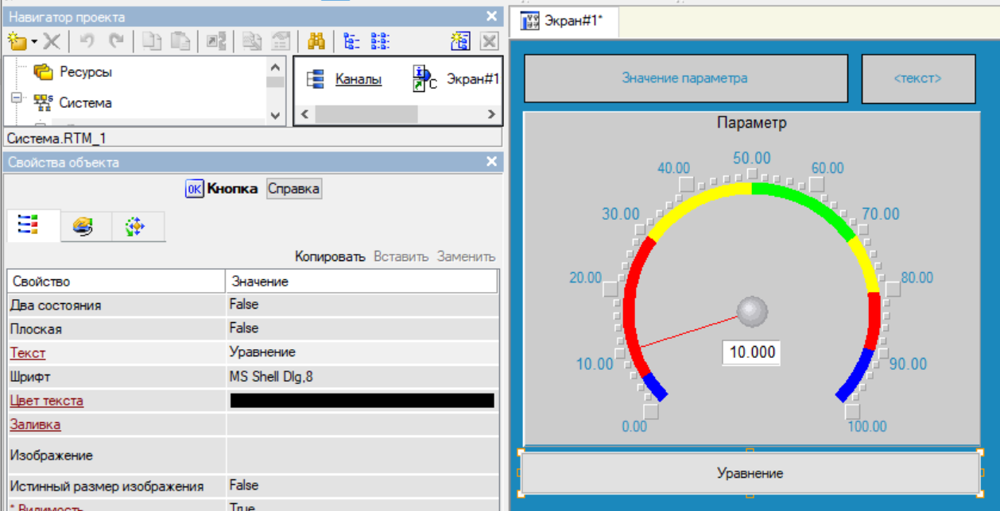 Навигатор проекта
Ресурсы
Система
Каналы
Экран#1
Система.RTM_1
Свойства объекта
OK Кнопка Справка
Копировать Вставить Заменить
Свойство Значение
Два состояния False
Плоская False
Текст Уравнение
Шрифт MS Shell Dlg,8
Цвет текста
Заливка
Изображение
Истинный размер изображения False
* Видимость True
Экран#1*
Значение параметра
<текст>
Параметр
50.00
40.00 60.00
30.00 70.00
20.00 80.00
10.000
10.00 90.00
0.00 100.00
Уравнение